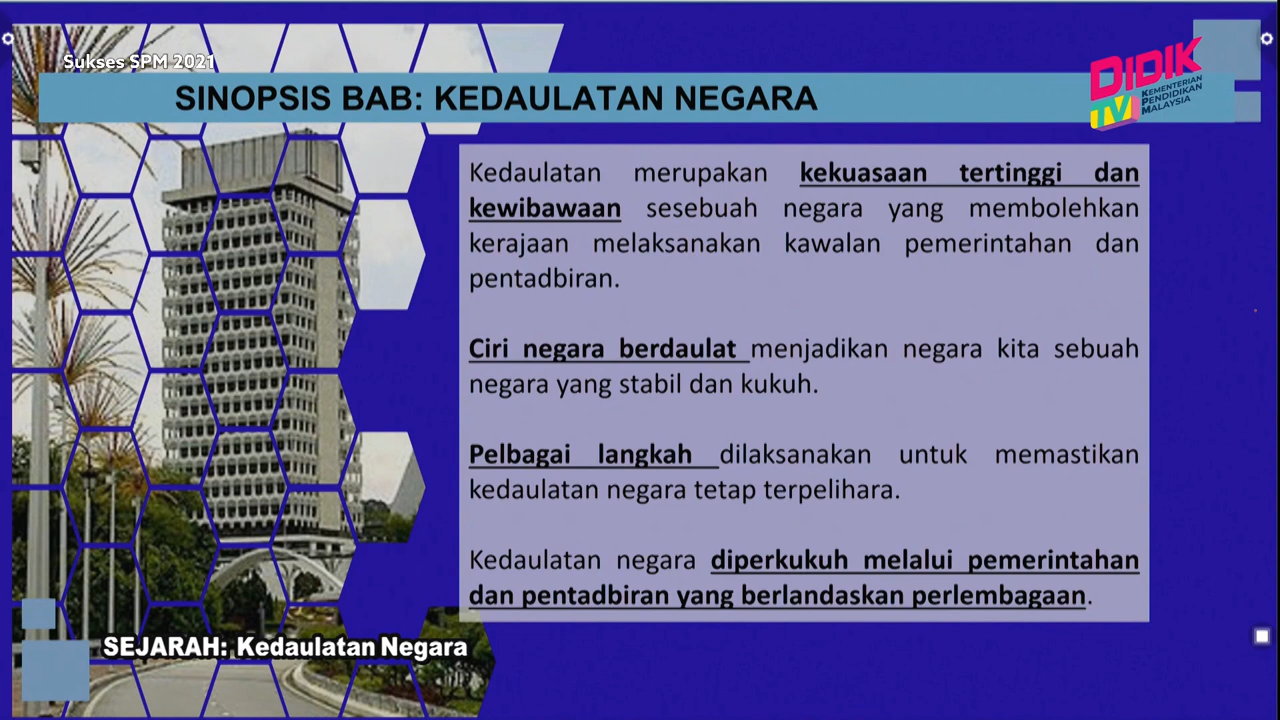 Sukses SPM 2021
SINOPSIS BAB: KEDAULATAN NEGARA
DIDIK
TV
KEMENTERIAN
PENDIDIKAN
MALAYSIA
Kedaulatan merupakan kekuasaan tertinggi dan
kewibawaan sesebuah negara yang membolehkan
kerajaan melaksanakan kawalan pemerintahan dan
pentadbiran.
Ciri negara berdaulat menjadikan negara kita sebuah
negara yang stabil dan kukuh.
Pelbagai langkah dilaksanakan untuk memastikan
kedaulatan negara tetap terpelihara.
Kedaulatan negara diperkukuh melalui pemerintahan
dan pentadbiran yang berlandaskan perlembagaan.
SEJARAH: Kedaulatan Negara